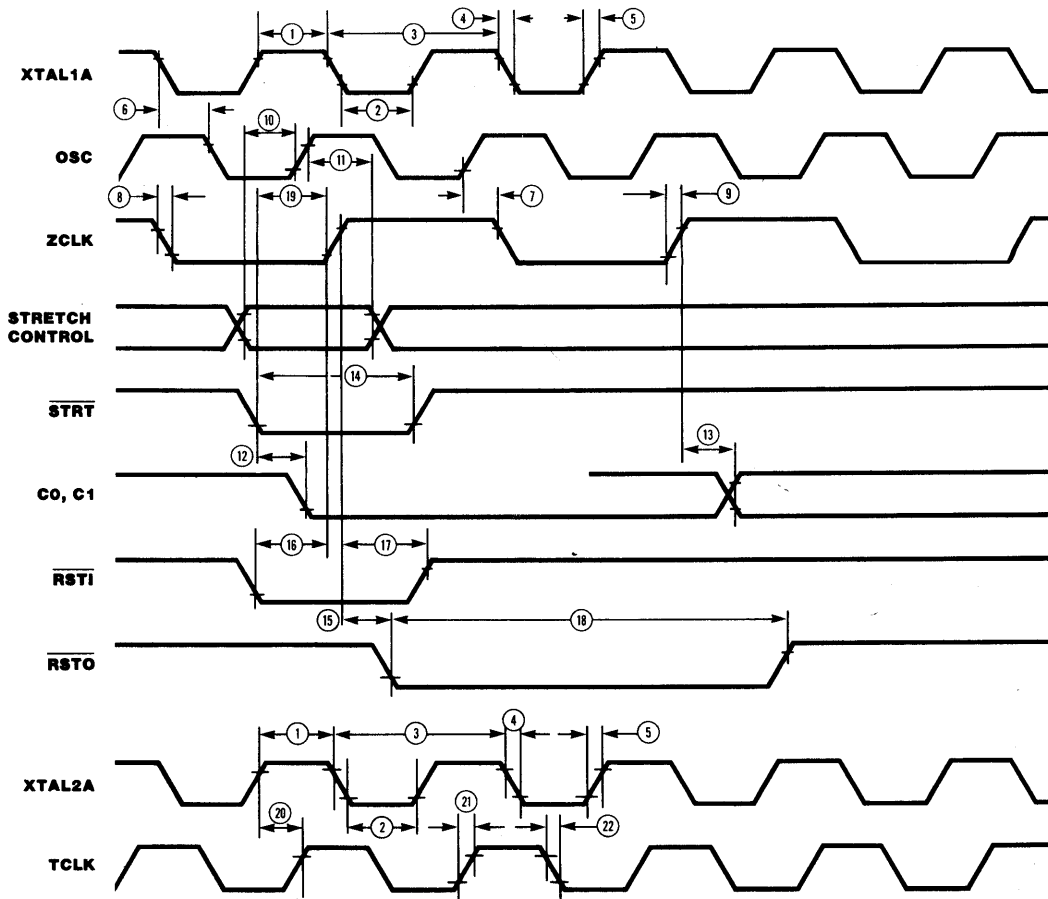 4
5
1
3
XTAL1A
2
6
10
OSC
11
8
19
7
9
ZCLK
STRETCH
CONTROL
14
STRT
13
12
C0, C1
16
17
RSTI
15
18
RSTO
4
1
3
5
XTAL2A
21
20
2
22
TCLK